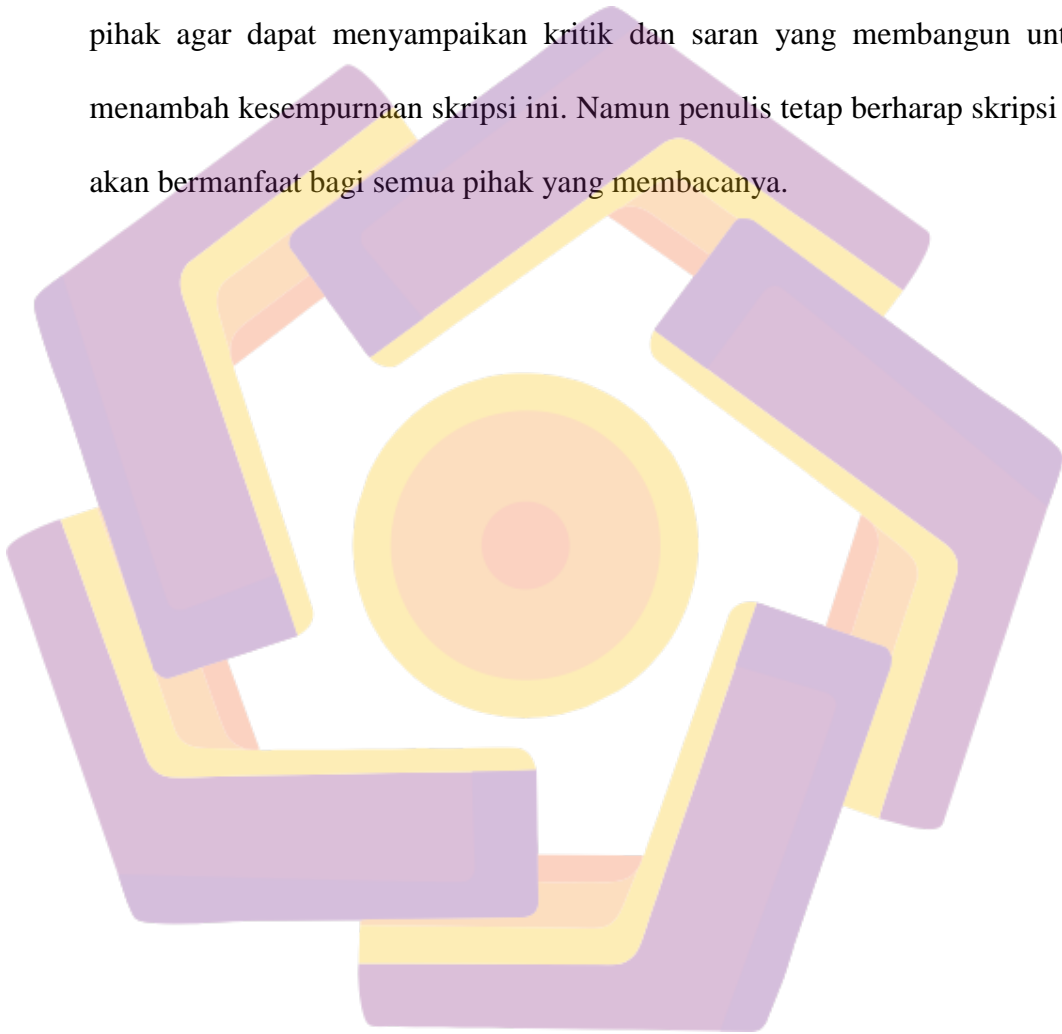 pihak agar dapat menyampaikan kritik dan saran yang membangun
menambah kesempurnaan skripsi ini. Namun penulis tetap berharap skripsi
akan bermanfaat bagi semua pihak yang membacanya.